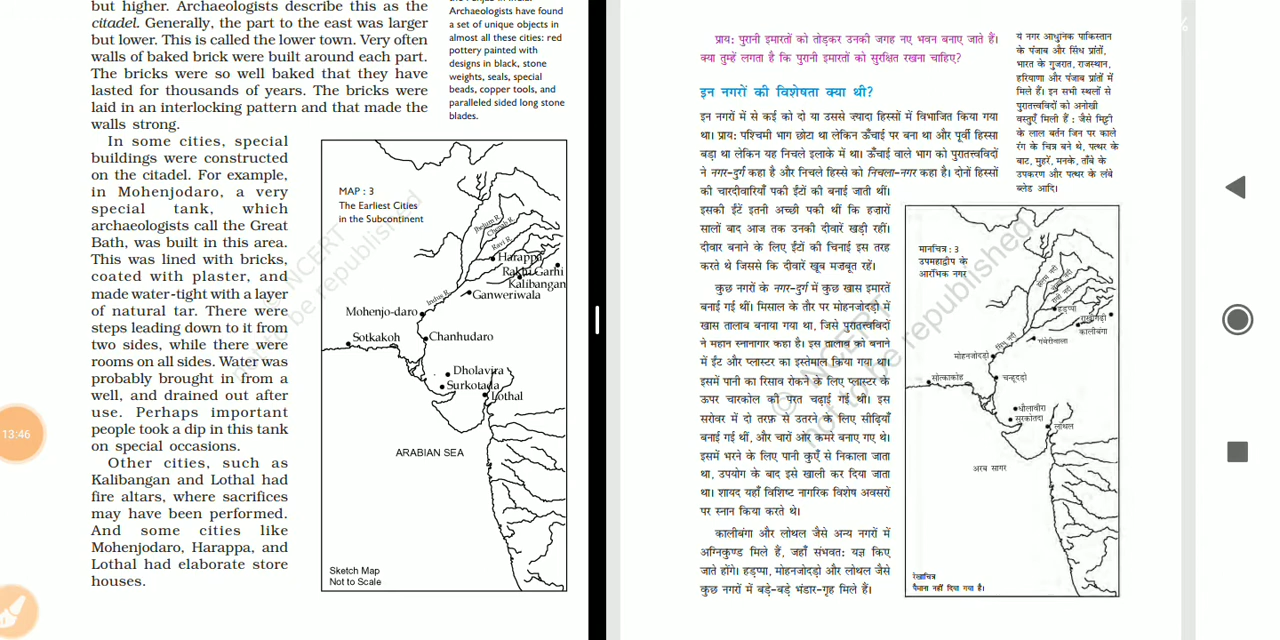 but higher. Archaeologists describe this as the
citadel. Generally, the part to the east was larger
but lower. This is called the lower town. Very often
walls of baked brick were built around each part.
The bricks were so well baked that they have
lasted for thousands of years. The bricks were
laid in an interlocking pattern and that made the
walls strong.
In some cities, special
buildings were constructed
on the citadel. For example,
in Mohenjodaro, a very
special tank, which
archaeologists call the Great
Bath, was built in this area.
This was lined with bricks,
coated with plaster, and
made water-tight with a layer
of natural tar. There were
steps leading down to it from
two sides, while there were
rooms on all sides. Water was
probably brought in from a
well, and drained out after
use. Perhaps important
people took a dip in this tank
on special occasions.
Other cities, such as
Kalibangan and Lothal had
fire altars, where sacrifices
may have been performed.
And some cities like
Mohenjodaro, Harappa, and
Lothal had elaborate store
houses.
Archaeologists have found
a set of unique objects in
almost all these cities: red
pottery painted with
designs in black, stone
weights, seals, special
beads, copper tools, and
paralleled sided long stone
blades.
MAP : 3
The Earliest Cities
in the Subcontinent
Jhelum R.
Chenab R.
Ravi R.
Harappa
Rakhi Garhi
Kalibangan
Indus R.
Ganweriwala
Mohenjo-daro
Sotkakoh
Chanhudaro
Dholavira
Surkotada
Lothal
ARABIAN SEA
Sketch Map
Not to Scale
13:46
प्राय: पुरानी इमारतों को तोड़कर उनकी जगह नए भवन बनाए जाते हैं।
क्या तुम्हें लगता है कि पुरानी इमारतों को सुरक्षित रखना चाहिए?
इन नगरों की विशेषता क्या थी?
इन नगरों में से कई को दो या उससे ज़्यादा हिस्सों में विभाजित किया गया
था। प्राय: पश्चिमी भाग छोटा था लेकिन ऊँचाई पर बना था और पूर्वी हिस्सा
बड़ा था लेकिन यह निचले इलाके में था। ऊँचाई वाले भाग को पुरातत्त्वविदों
ने नगर-दुर्ग कहा है और निचले हिस्से को निचला-नगर कहा है। दोनों हिस्सों
की चारदीवारियाँ पकी ईंटों की बनाई जाती थीं।
इसकी ईंटें इतनी अच्छी पकी थीं कि हज़ारों
सालों बाद आज तक उनकी दीवारें खड़ी रहीं।
दीवार बनाने के लिए ईंटों की चिनाई इस तरह
करते थे जिससे कि दीवारें खूब मज़बूत रहें।
कुछ नगरों के नगर-दुर्ग में कुछ खास इमारतें
बनाई गई थीं। मिसाल के तौर पर मोहनजोदड़ो में
खास तालाब बनाया गया था, जिसे पुरातत्त्वविदों
ने महान स्नानागार कहा है। इस तालाब को बनाने
में ईंट और प्लास्टर का इस्तेमाल किया गया था।
इसमें पानी का रिसाव रोकने के लिए प्लास्टर के
ऊपर चारकोल की परत चढ़ाई गई थी। इस
सरोवर में दो तरफ़ से उतरने के लिए सीढ़ियाँ
बनाई गई थीं, और चारों ओर कमरे बनाए गए थे।
इसमें भरने के लिए पानी कुएँ से निकाला जाता
था, उपयोग के बाद इसे खाली कर दिया जाता
था। शायद यहाँ विशिष्ट नागरिक विशेष अवसरों
पर स्नान किया करते थे।
कालीबंगा और लोथल जैसे अन्य नगरों में
अग्निकुण्ड मिले हैं, जहाँ संभवत: यज्ञ किए
जाते होंगे। हड़प्पा, मोहनजोदड़ो और लोथल जैसे
कुछ नगरों में बड़े-बड़े भंडार-गृह मिले हैं।
ये नगर आधुनिक पाकिस्तान
के पंजाब और सिंध प्रांतों,
भारत के गुजरात, राजस्थान,
हरियाणा और पंजाब प्रांतों में
मिले हैं। इन सभी स्थलों से
पुरातत्त्वविदों को अनोखी
वस्तुएँ मिली हैं : जैसे मिट्टी
के लाल बर्तन जिन पर काले
रंग के चित्र बने थे, पत्थर के
बाट, मुहरें, मनके, ताँबे के
उपकरण और पत्थर के लंबे
ब्लेड आदि।
मानचित्र : 3
उपमहाद्वीप के
आरंभिक नगर
हड़प्पा
राखीगढ़ी
कालीबंगा
सिंधु नदी
गंवेरीवाला
मोहनजोदड़ो
सोत्काकोह
चन्हूदड़ो
धौलावीरा
सुरकोतदा
लोथल
अरब सागर
रेखाचित्र
पैमाना नहीं दिया गया है।
© NCERT
not to be republished